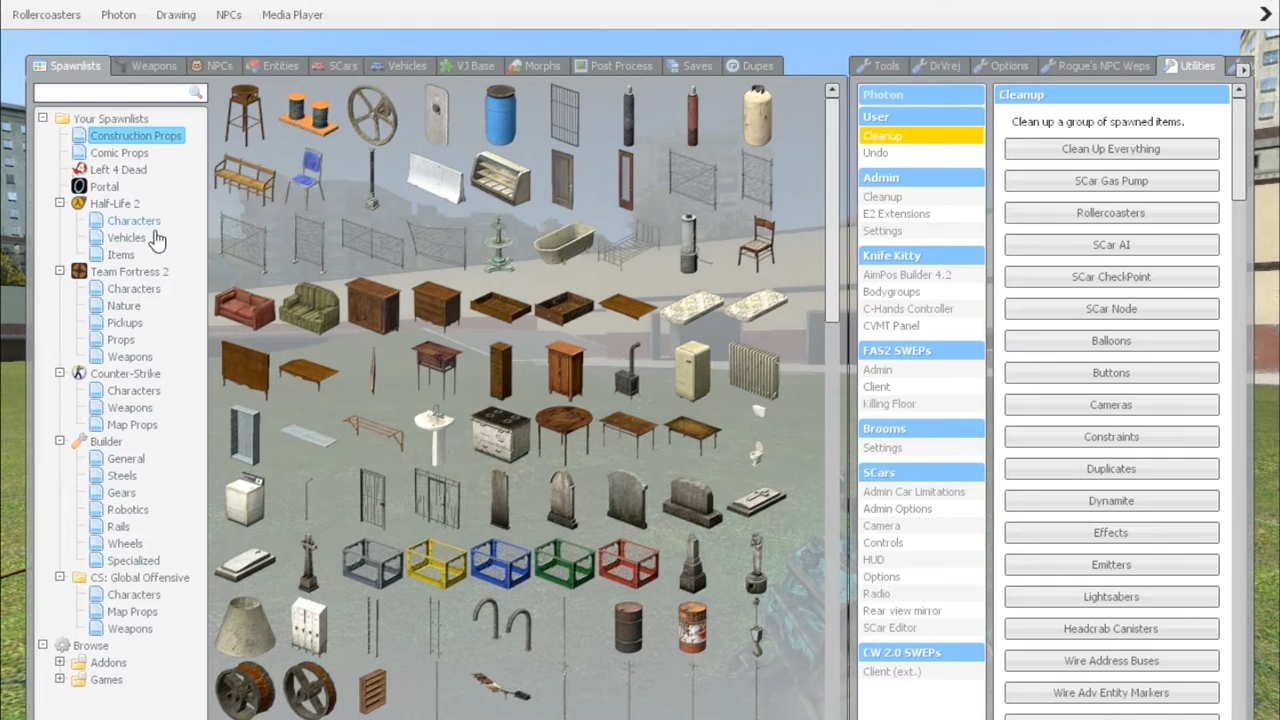 Rollercoasters Photon Drawing NPCs Media Player
Spawnlists Weapons NPCs Entities SCars Vehicles VJ Base Morphs Post Process Saves Dupes
Your Spawnlists
Construction Props
Comic Props
Left 4 Dead
Portal
Half-Life 2
Characters
Vehicles
Items
Team Fortress 2
Characters
Nature
Pickups
Props
Weapons
Counter-Strike
Characters
Weapons
Map Props
Builder
General
Steels
Gears
Robotics
Rails
Wheels
Specialized
CS: Global Offensive
Characters
Map Props
Weapons
Browse
Addons
Games
Tools DrVrej Options Rogue's NPC Weps Utilities
Photon
User
Cleanup
Undo
Admin
Cleanup
E2 Extensions
Settings
Knife Kitty
AimPos Builder 4.2
Bodygroups
C-Hands Controller
CVMT Panel
FAS2 SWEPs
Admin
Client
Killing Floor
Brooms
Settings
SCars
Admin Car Limitations
Admin Options
Camera
Controls
HUD
Options
Radio
Rear view mirror
SCar Editor
CW 2.0 SWEPs
Client (ext.)
Cleanup
Clean up a group of spawned items.
Clean Up Everything
SCar Gas Pump
Rollercoasters
SCar AI
SCar CheckPoint
SCar Node
Balloons
Buttons
Cameras
Constraints
Duplicates
Dynamite
Effects
Emitters
Lightsabers
Headcrab Canisters
Wire Address Buses
Wire Adv Entity Markers